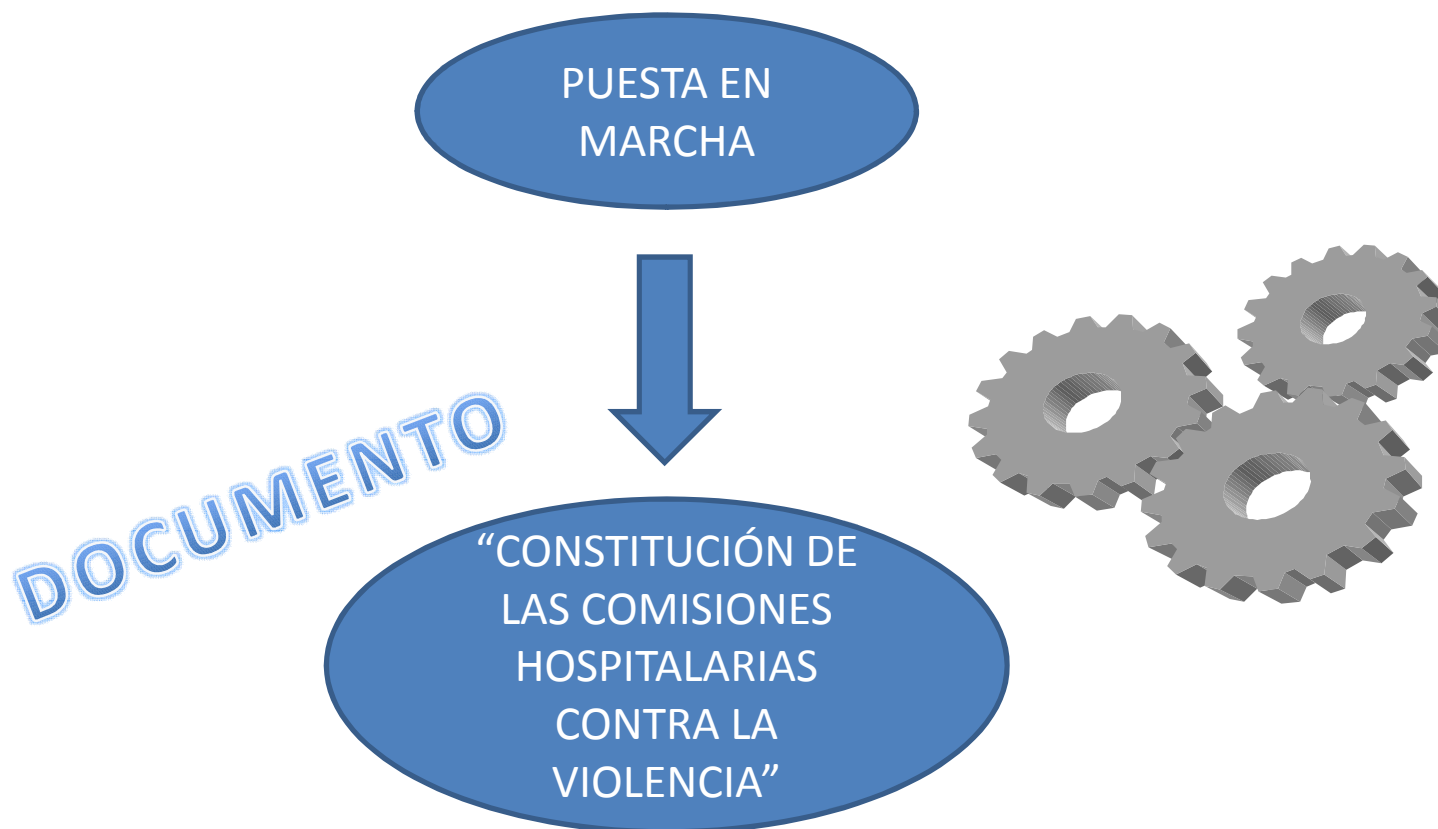 PUESTA EN
MARCHA
DOCUMENTO
“CONSTITUCIÓN DE
LAS COMISIONES
HOSPITALARIAS
CONTRA LA
VIOLENCIA”